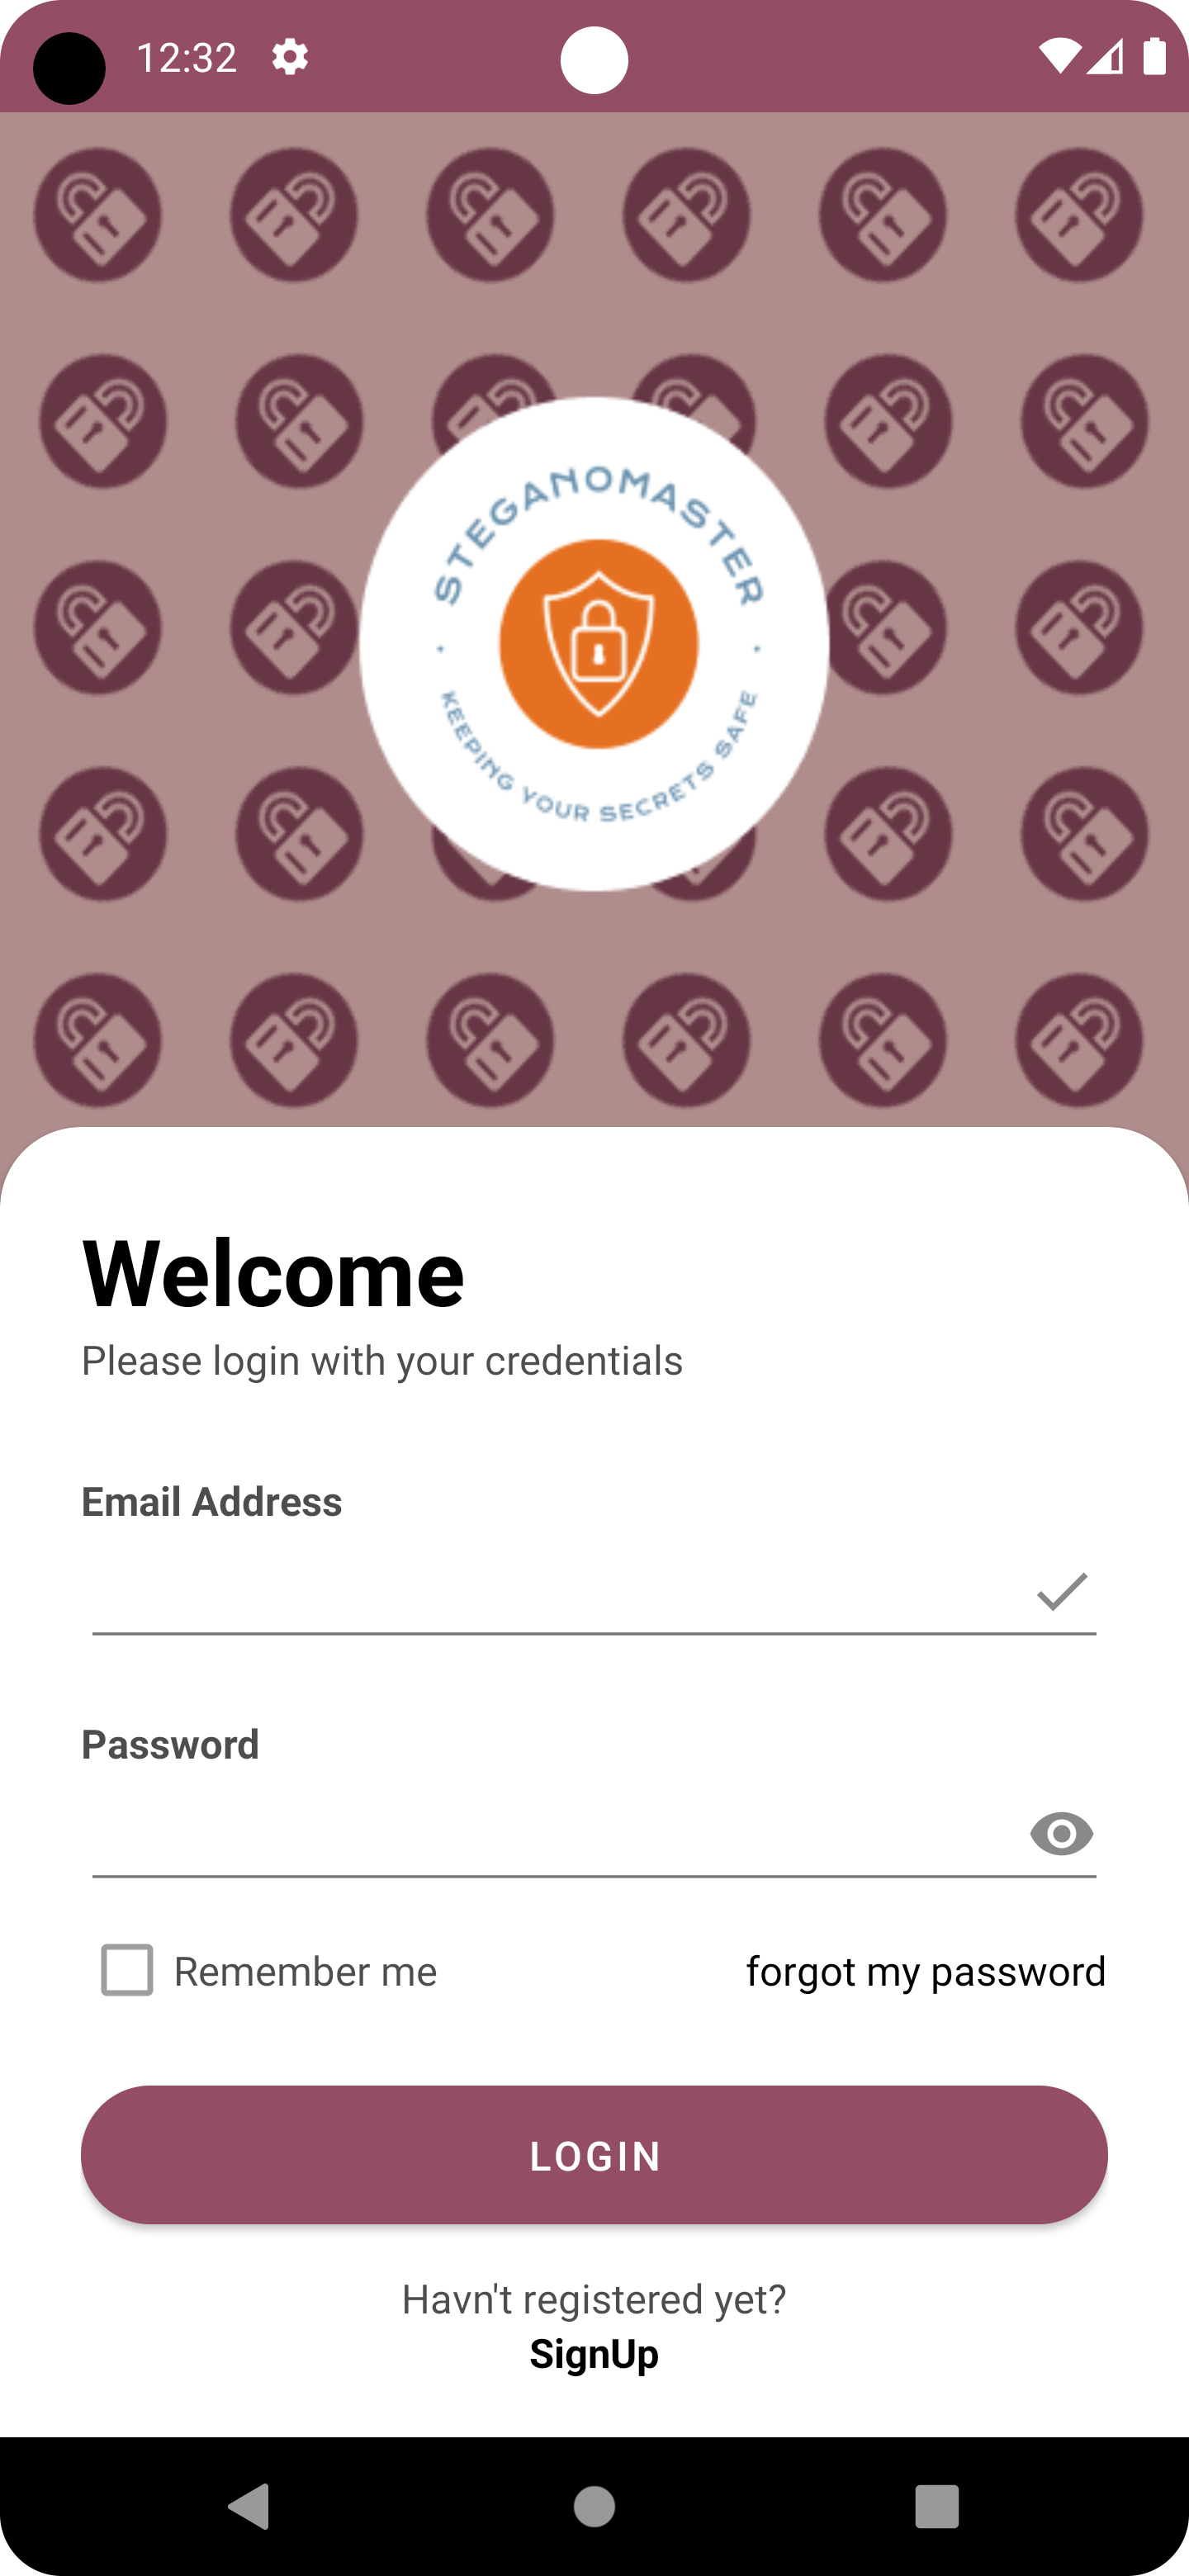 12:32
STEGANOMASTER
KEEPING YOUR SECRETS SAFE
Welcome
Please login with your credentials
Email Address
Password
Remember me
forgot my password
LOGIN
Havn't registered yet?
SignUp